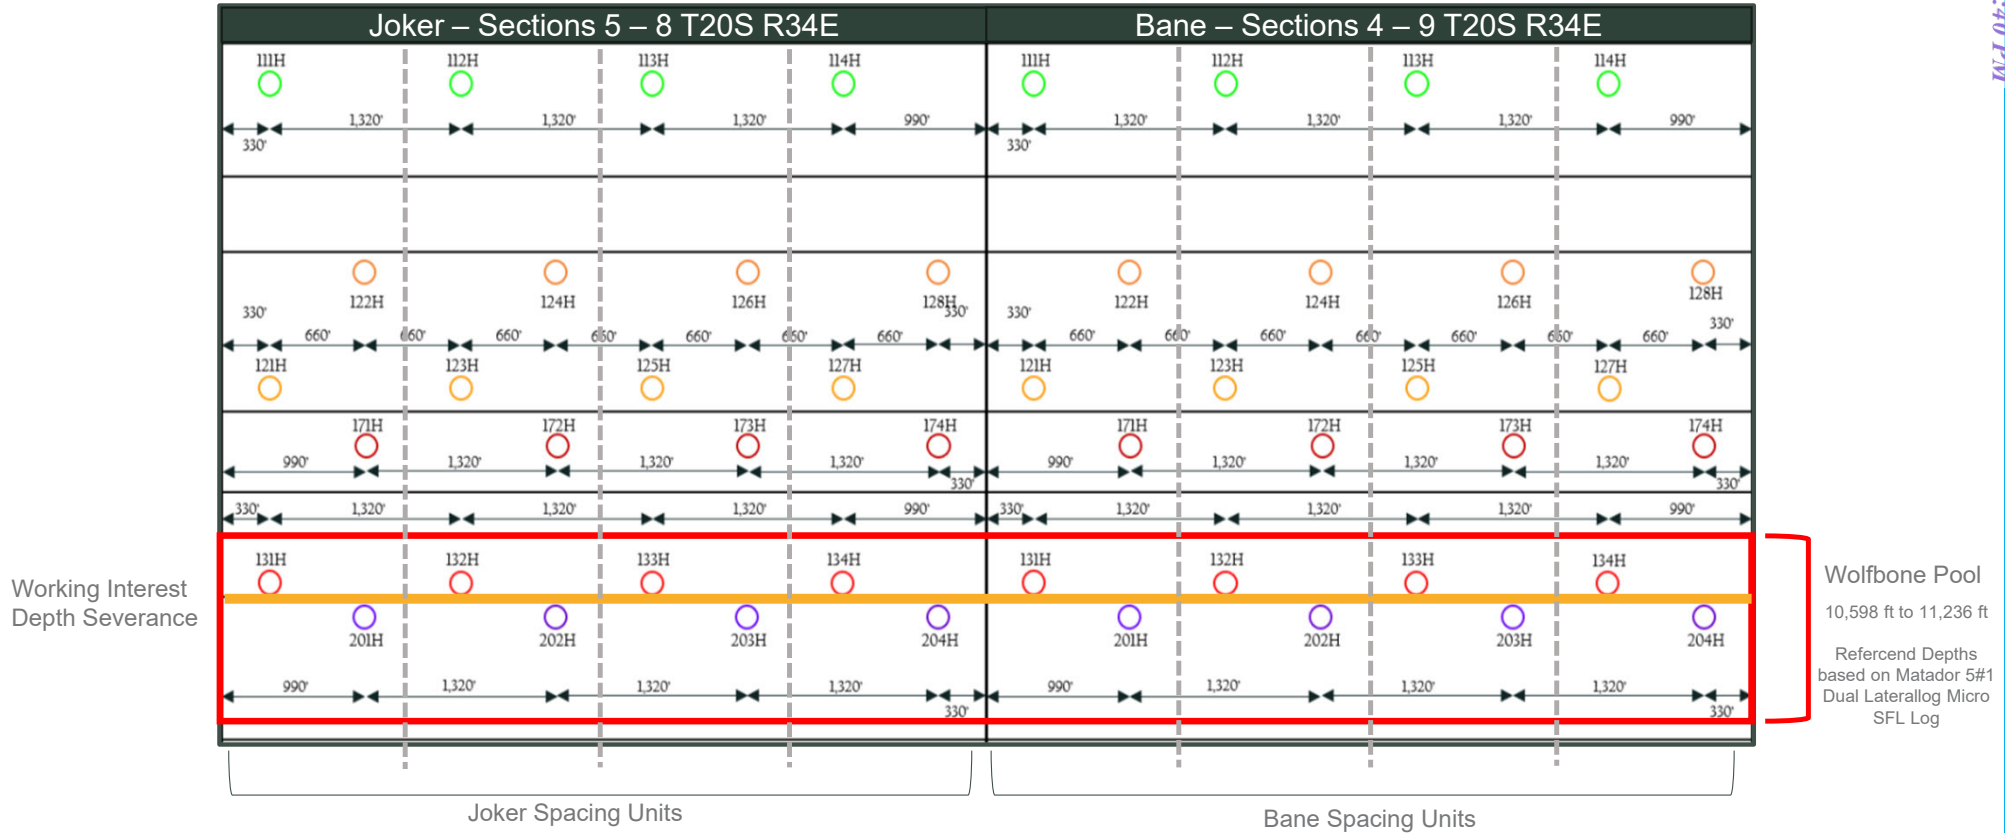 :40 PM
Joker – Sections 5 – 8 T20S R34E
Bane – Sections 4 – 9 T20S R34E
111H 112H 113H 114H 111H 112H 113H 114H
1,320' 1,320' 1,320' 990' 1,320' 1,320' 1,320' 990'
330' 330'
122H 124H 126H 128H 122H 124H 126H 128H
330' 330' 330' 330'
660' 660' 660' 660' 660' 660' 660' 660' 660' 660' 660' 660' 660' 660'
121H 123H 125H 127H 121H 123H 125H 127H
171H 172H 173H 174H 171H 172H 173H 174H
990' 1,320' 1,320' 1,320' 990' 1,320' 1,320' 1,320'
330' 330'
330' 1,320' 1,320' 1,320' 990' 330' 1,320' 1,320' 1,320' 990'
131H 132H 133H 134H 131H 132H 133H 134H
Working Interest
Depth Severance
201H 202H 203H 204H 201H 202H 203H 204H
990' 1,320' 1,320' 1,320' 990' 1,320' 1,320' 1,320'
330' 330'
Wolfbone Pool
10,598 ft to 11,236 ft
Refercend Depths
based on Matador 5#1
Dual Laterallog Micro
SFL Log
Joker Spacing Units
Bane Spacing Units